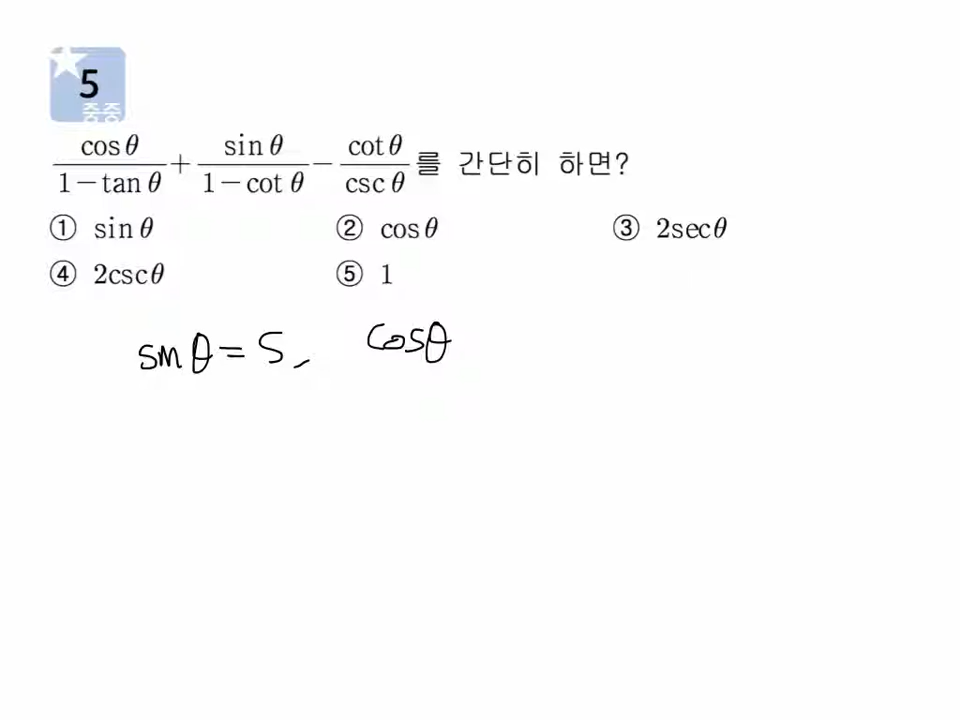 5
중중
cosθ/(1−tanθ) + sinθ/(1−cotθ) − cotθ/cscθ 를 간단히 하면?
① sinθ ② cosθ ③ 2secθ
④ 2cscθ ⑤ 1
sinθ = S, cosθ